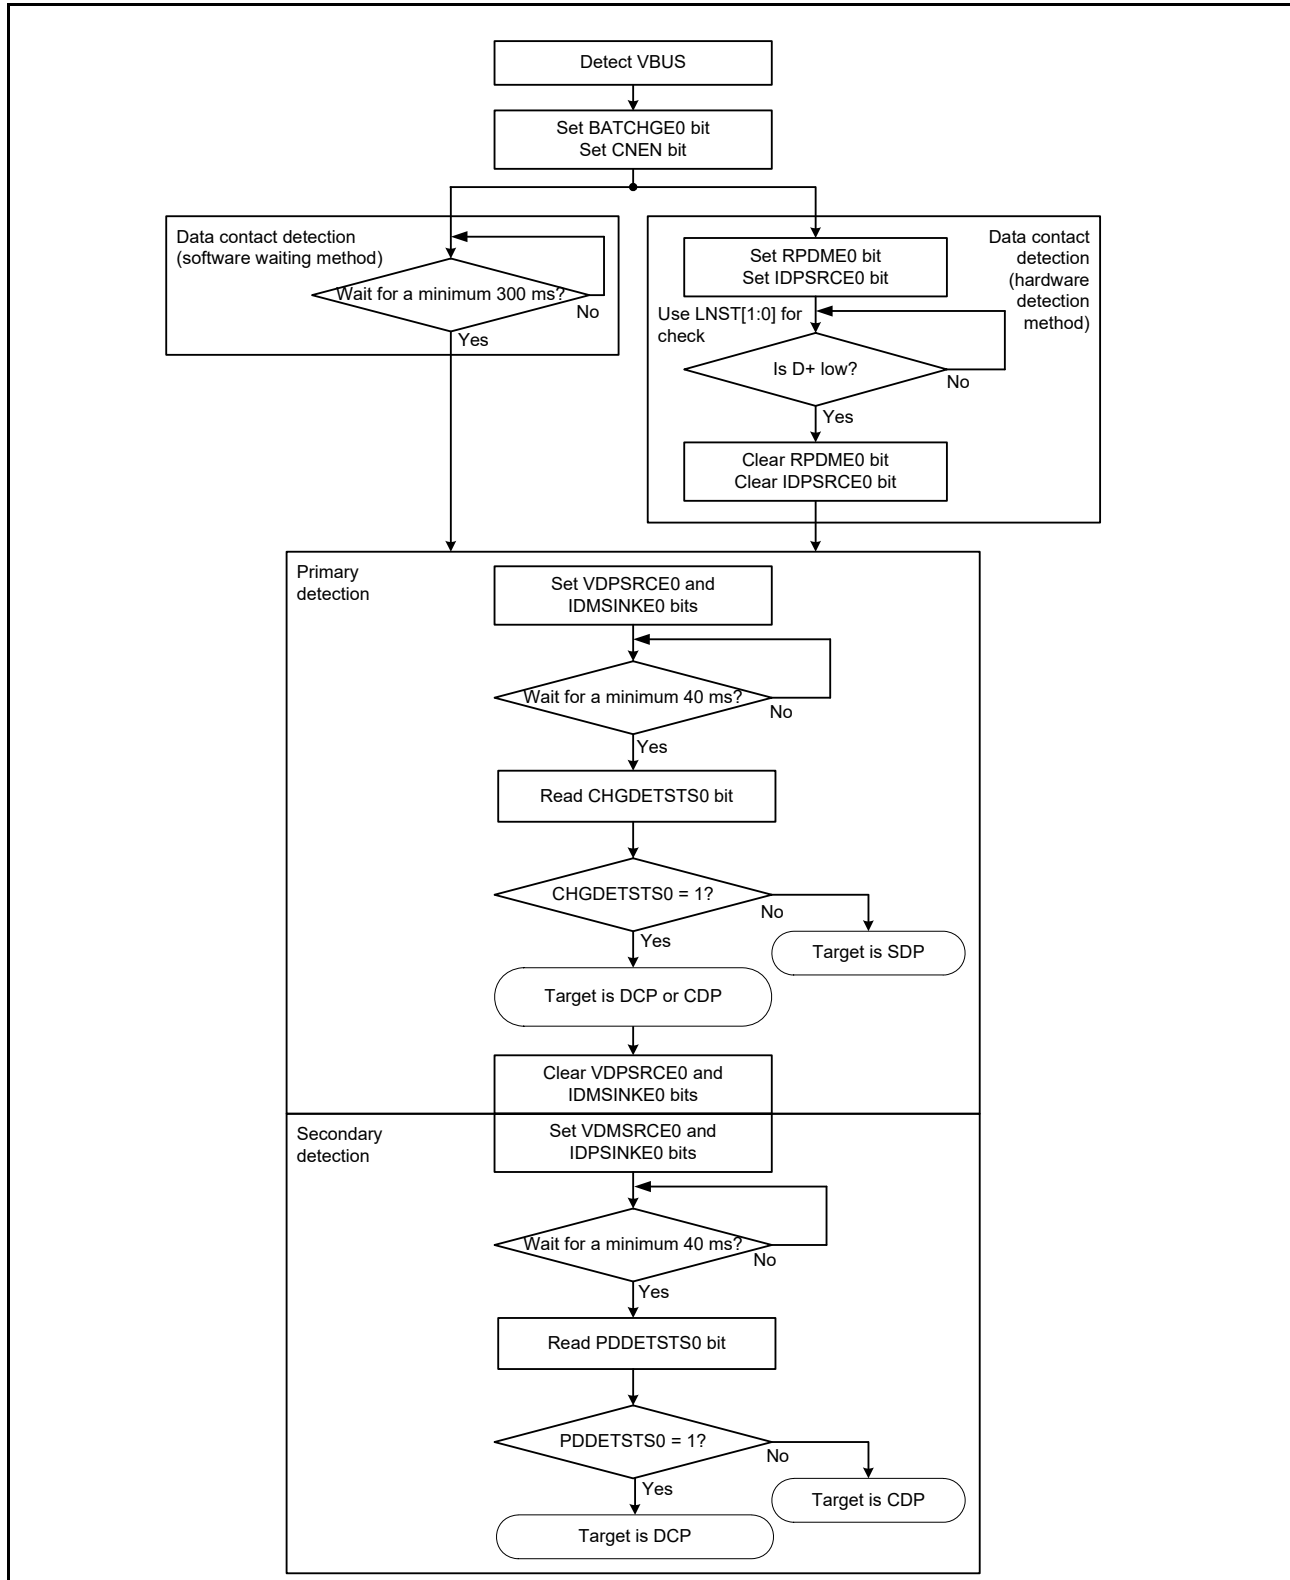 Detect VBUS
Set BATCHGE0 bit
Set CNEN bit
Data contact detection
(software waiting method)
Wait for a minimum 300 ms?
No
Yes
Data contact
detection
(hardware
detection
method)
Set RPDME0 bit
Set IDPSRCE0 bit
Use LNST[1:0] for
check
Is D+ low?
No
Yes
Clear RPDME0 bit
Clear IDPSRCE0 bit
Primary
detection
Set VDPSRCE0 and
IDMSINKE0 bits
Wait for a minimum 40 ms?
No
Yes
Read CHGDETSTS0 bit
CHGDETSTS0 = 1?
No
Yes
Target is SDP
Target is DCP or CDP
Clear VDPSRCE0 and
IDMSINKE0 bits
Secondary
detection
Set VDMSRCE0 and
IDPSINKE0 bits
Wait for a minimum 40 ms?
No
Yes
Read PDDETSTS0 bit
PDDETSTS0 = 1?
No
Yes
Target is CDP
Target is DCP